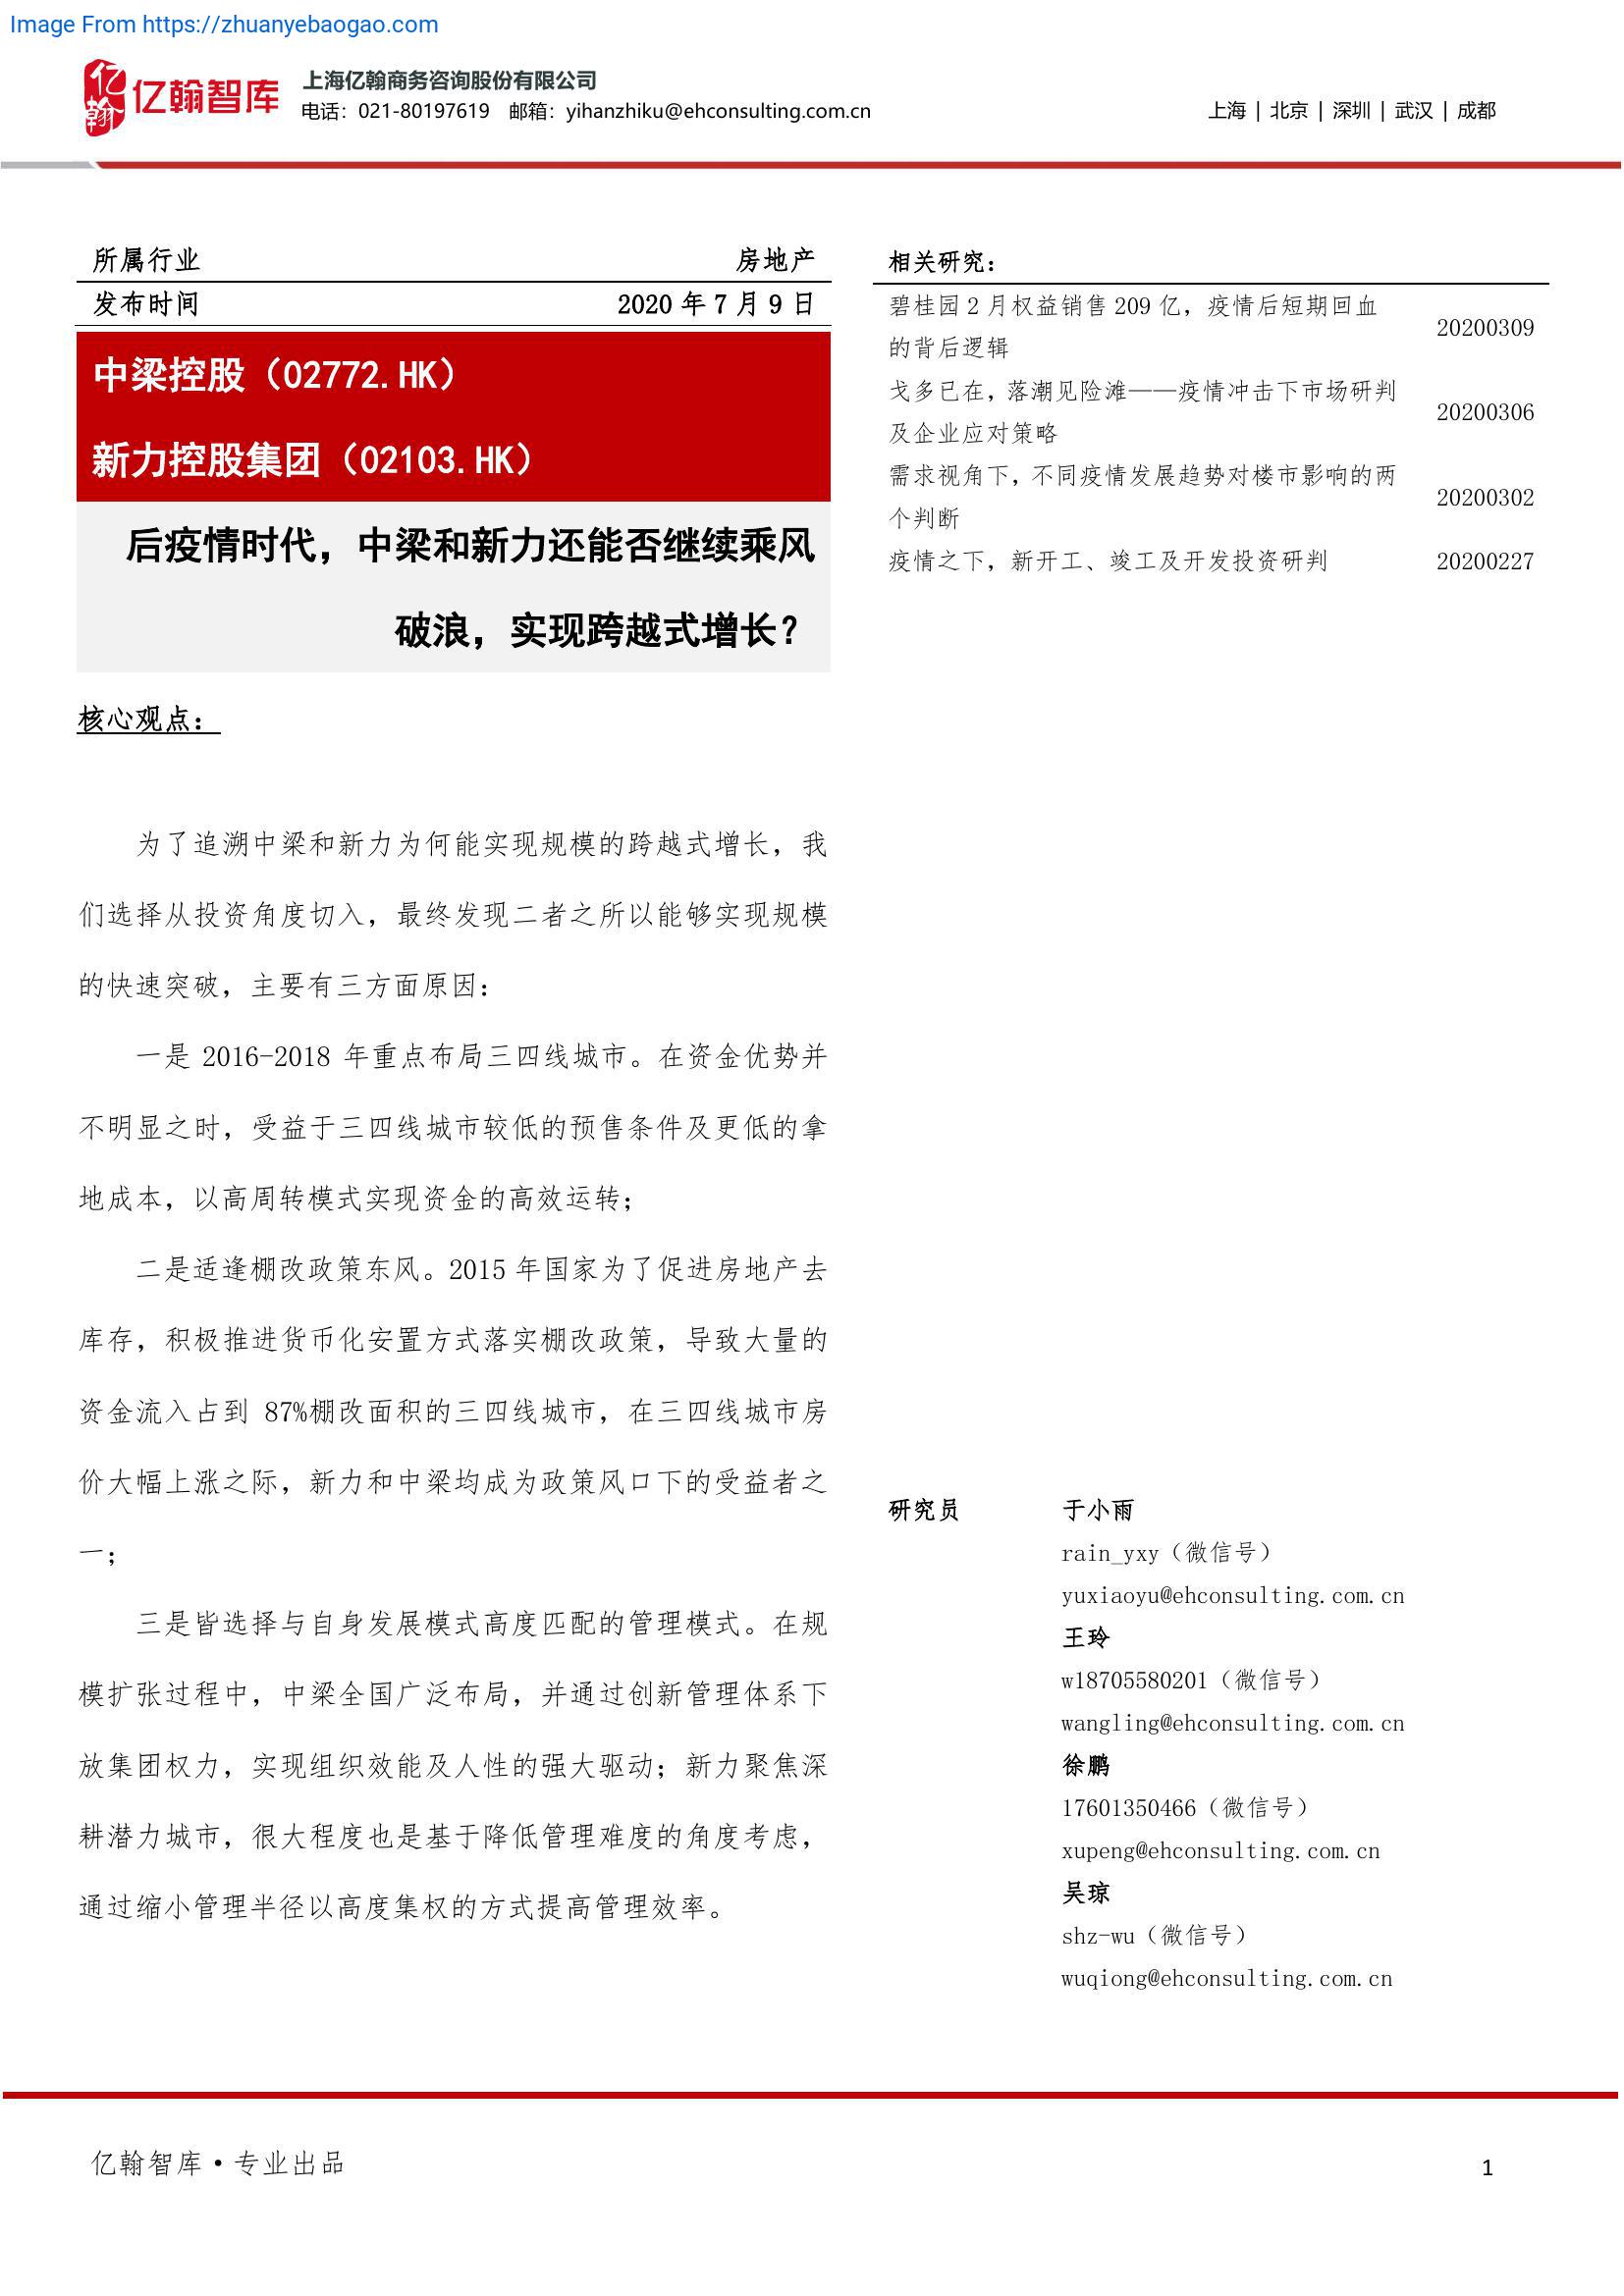 Image From https://zhuanyebaogao.com
亿翰
亿翰智库
上海亿翰商务咨询股份有限公司
电话：021-80197619 邮箱：yihanzhiku@ehconsulting.com.cn
上海 | 北京 | 深圳 | 武汉 | 成都
所属行业 房地产
发布时间 2020 年 7 月 9 日
中梁控股（02772.HK）
新力控股集团（02103.HK）
后疫情时代，中梁和新力还能否继续乘风
破浪，实现跨越式增长？
核心观点：
为了追溯中梁和新力为何能实现规模的跨越式增长，我
们选择从投资角度切入，最终发现二者之所以能够实现规模
的快速突破，主要有三方面原因：
一是 2016-2018 年重点布局三四线城市。在资金优势并
不明显之时，受益于三四线城市较低的预售条件及更低的拿
地成本，以高周转模式实现资金的高效运转；
二是适逢棚改政策东风。2015 年国家为了促进房地产去
库存，积极推进货币化安置方式落实棚改政策，导致大量的
资金流入占到 87%棚改面积的三四线城市，在三四线城市房
价大幅上涨之际，新力和中梁均成为政策风口下的受益者之
一；
三是皆选择与自身发展模式高度匹配的管理模式。在规
模扩张过程中，中梁全国广泛布局，并通过创新管理体系下
放集团权力，实现组织效能及人性的强大驱动；新力聚焦深
耕潜力城市，很大程度也是基于降低管理难度的角度考虑，
通过缩小管理半径以高度集权的方式提高管理效率。
相关研究：
碧桂园 2 月权益销售 209 亿，疫情后短期回血
的背后逻辑
20200309
戈多已在，落潮见险滩——疫情冲击下市场研判
及企业应对策略
20200306
需求视角下，不同疫情发展趋势对楼市影响的两
个判断
20200302
疫情之下，新开工、竣工及开发投资研判 20200227
研究员 于小雨
rain_yxy（微信号）
yuxiaoyu@ehconsulting.com.cn
王玲
w18705580201（微信号）
wangling@ehconsulting.com.cn
徐鹏
17601350466（微信号）
xupeng@ehconsulting.com.cn
吴琼
shz-wu（微信号）
wuqiong@ehconsulting.com.cn
亿翰智库·专业出品
1